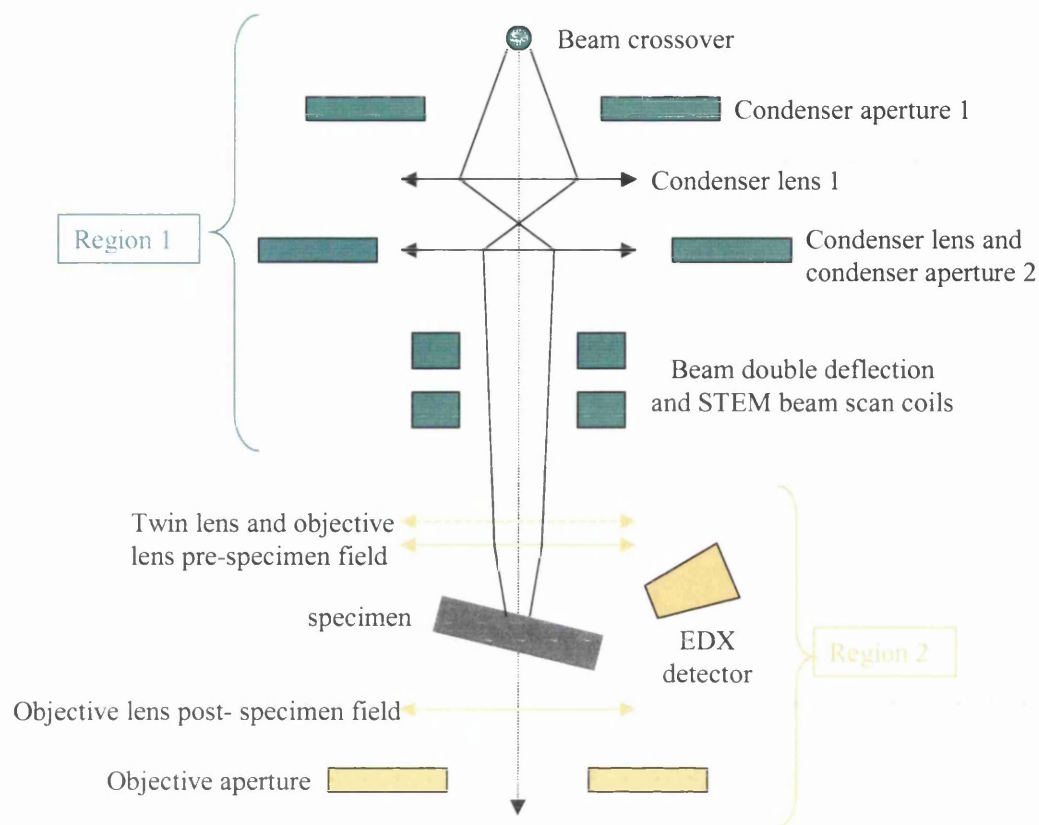 Beam crossover
Condenser aperture 1
Condenser lens 1
Region 1
Condenser lens and
condenser aperture 2
Beam double deflection
and STEM beam scan coils
Twin lens and objective
lens pre-specimen field
specimen
EDX
detector
Region 2
Objective lens post- specimen field
Objective aperture